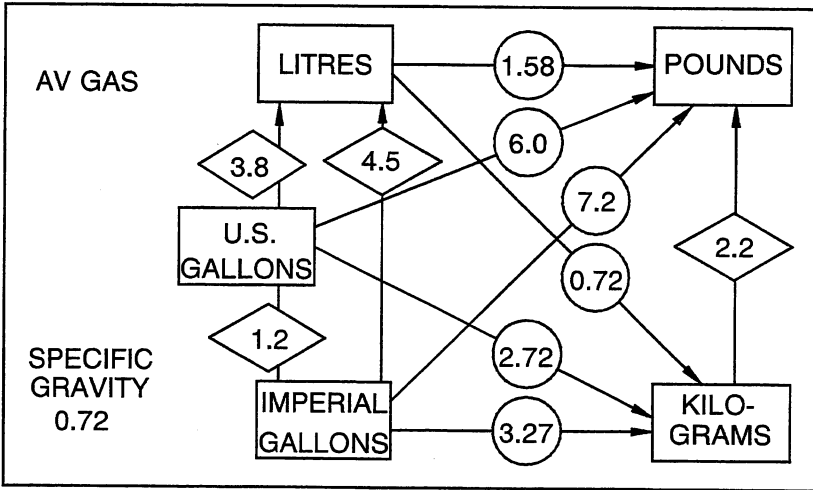 AV GAS
LITRES
1.58
POUNDS
3.8
4.5
6.0
7.2
U.S.
GALLONS
2.2
0.72
1.2
SPECIFIC
GRAVITY
0.72
2.72
IMPERIAL
GALLONS
3.27
KILO-
GRAMS